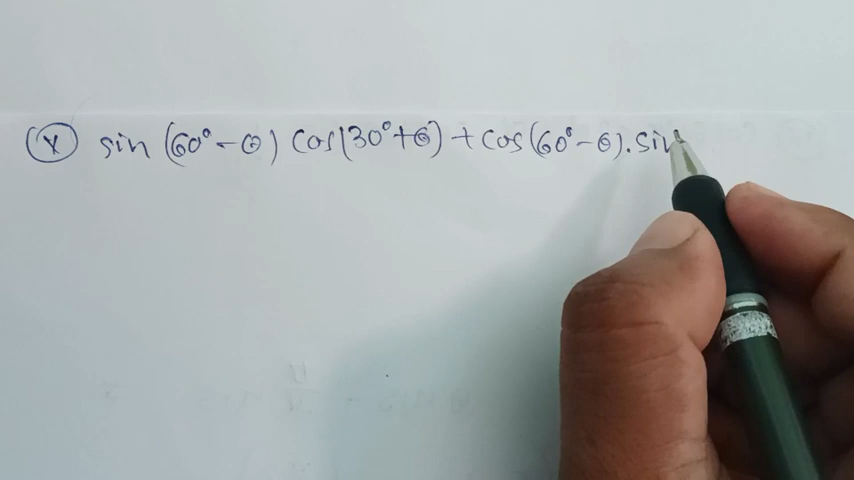 (x) sin (60° - θ) cos(30° + θ) + cos(60° - θ). sin